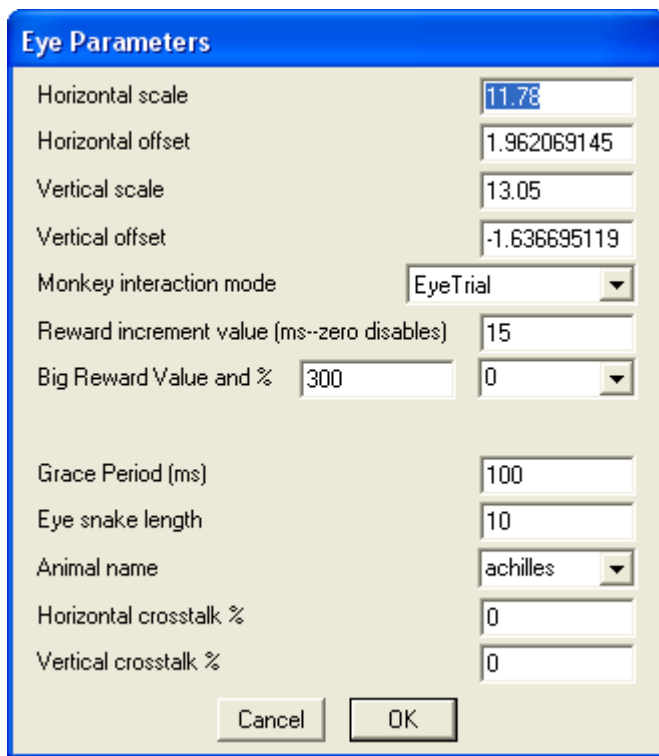 Eye Parameters
Horizontal scale 11.78
Horizontal offset 1.962069145
Vertical scale 13.05
Vertical offset -1.636695119
Monkey interaction mode EyeTrial
Reward increment value (ms--zero disables) 15
Big Reward Value and % 300 0
Grace Period (ms) 100
Eye snake length 10
Animal name achilles
Horizontal crosstalk % 0
Vertical crosstalk % 0
Cancel OK